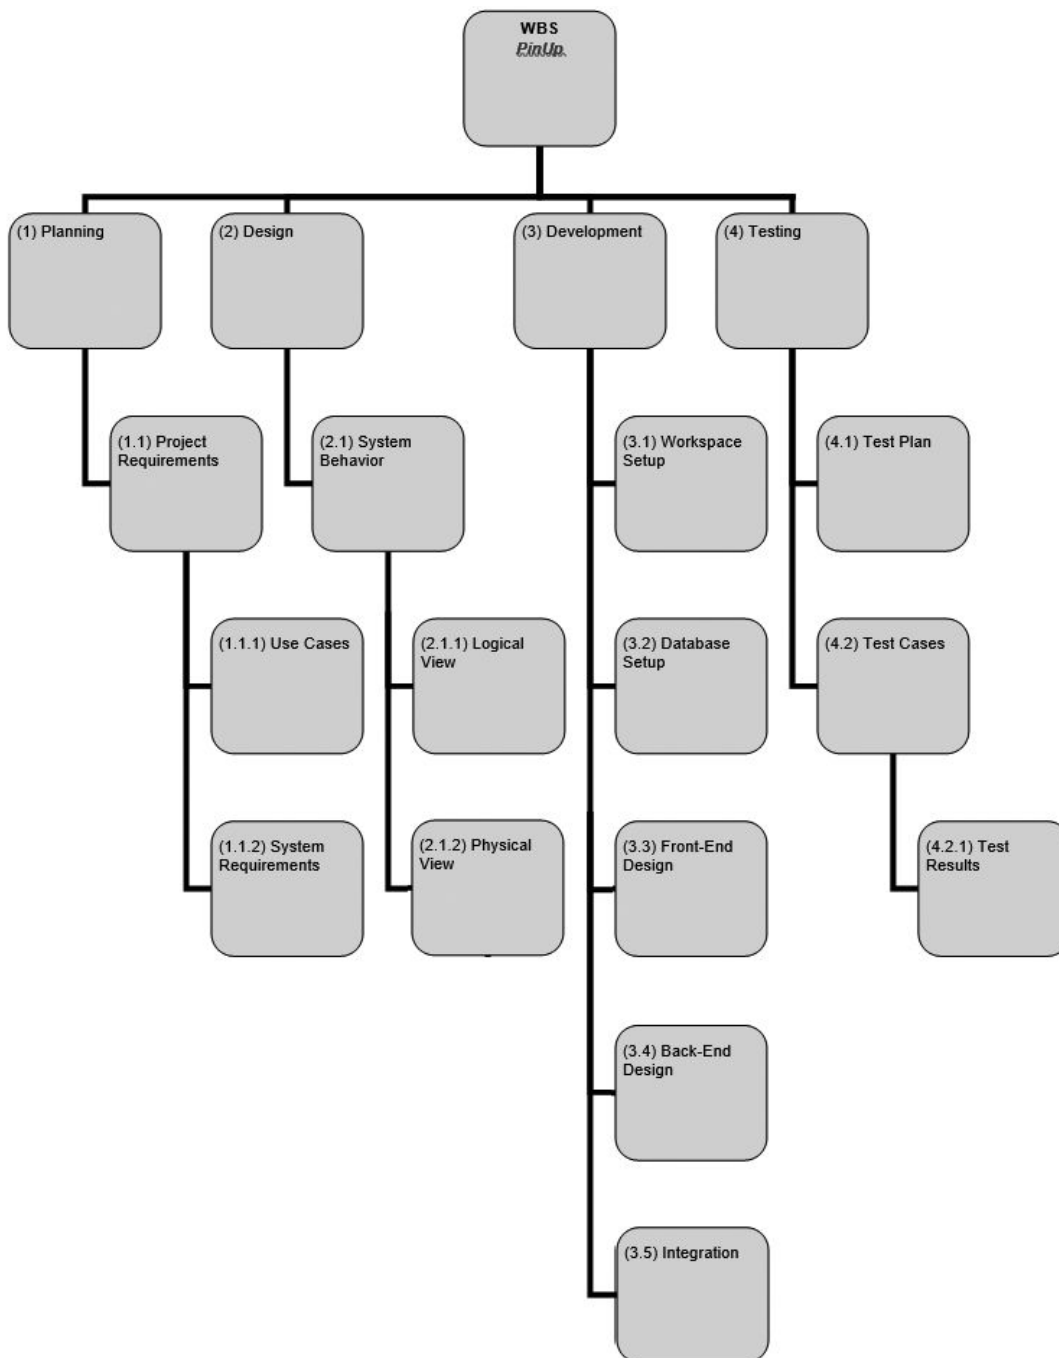 WBS
PinUp
(1) Planning
(2) Design
(3) Development
(4) Testing
(1.1) Project
Requirements
(2.1) System
Behavior
(3.1) Workspace
Setup
(4.1) Test Plan
(1.1.1) Use Cases
(2.1.1) Logical
View
(3.2) Database
Setup
(4.2) Test Cases
(1.1.2) System
Requirements
(2.1.2) Physical
View
(3.3) Front-End
Design
(4.2.1) Test
Results
(3.4) Back-End
Design
(3.5) Integration